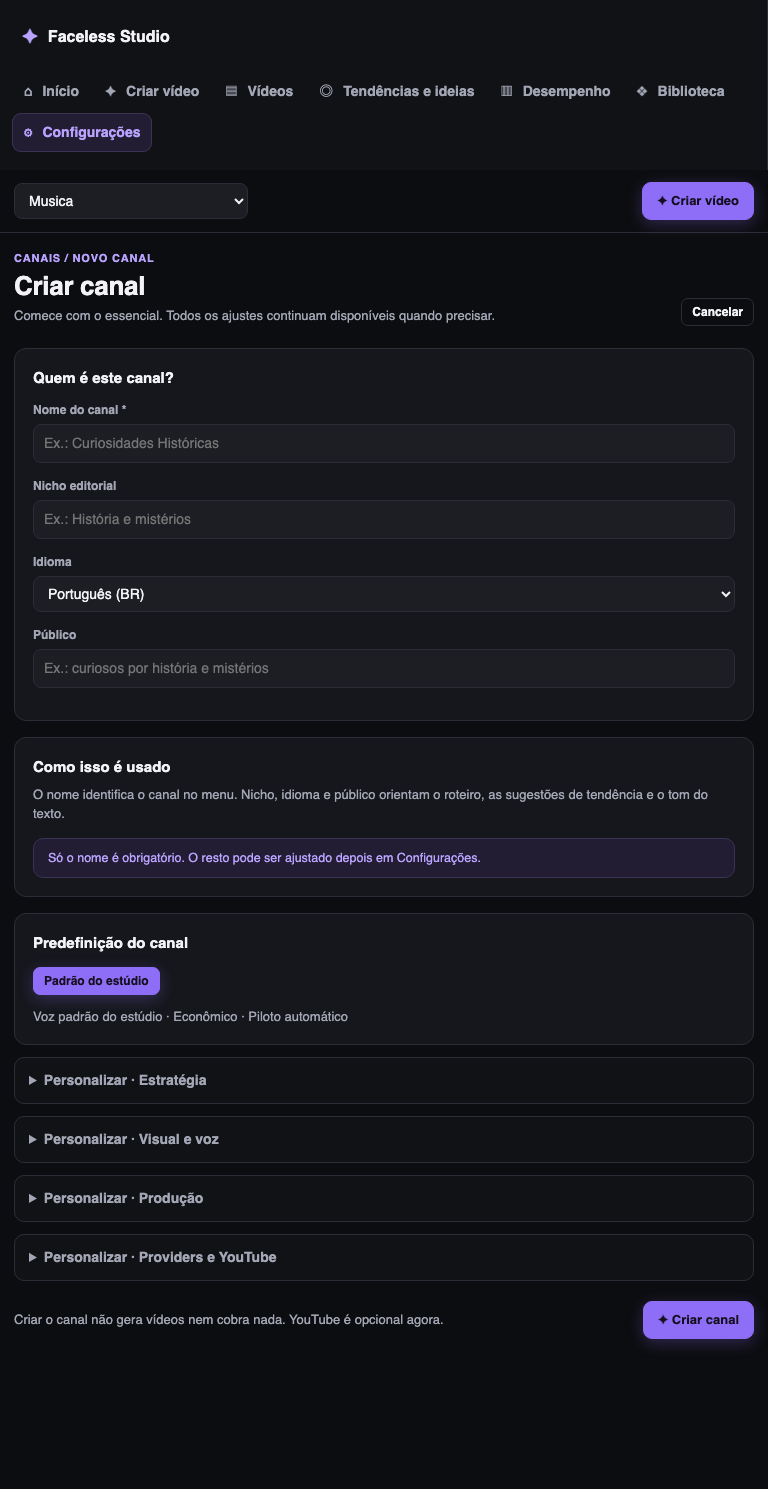 ✦ Faceless Studio
⌂ Início ✦ Criar vídeo ▤ Vídeos ◎ Tendências e ideias ▥ Desempenho ❖ Biblioteca
⚙ Configurações
Musica
✦ Criar vídeo
CANAIS / NOVO CANAL
Criar canal
Comece com o essencial. Todos os ajustes continuam disponíveis quando precisar.
Cancelar
Quem é este canal?
Nome do canal *
Ex.: Curiosidades Históricas
Nicho editorial
Ex.: História e mistérios
Idioma
Português (BR)
Público
Ex.: curiosos por história e mistérios
Como isso é usado
O nome identifica o canal no menu. Nicho, idioma e público orientam o roteiro, as sugestões de tendência e o tom do
texto.
Só o nome é obrigatório. O resto pode ser ajustado depois em Configurações.
Predefinição do canal
Padrão do estúdio
Voz padrão do estúdio · Econômico · Piloto automático
▶ Personalizar · Estratégia
▶ Personalizar · Visual e voz
▶ Personalizar · Produção
▶ Personalizar · Providers e YouTube
Criar o canal não gera vídeos nem cobra nada. YouTube é opcional agora.
✦ Criar canal